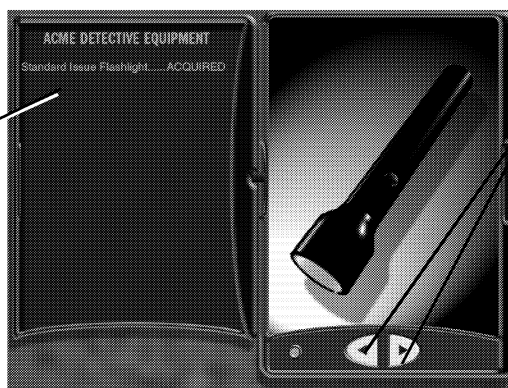 ACME DETECTIVE EQUIPMENT
Standard Issue Flashlight..... ACQUIRED